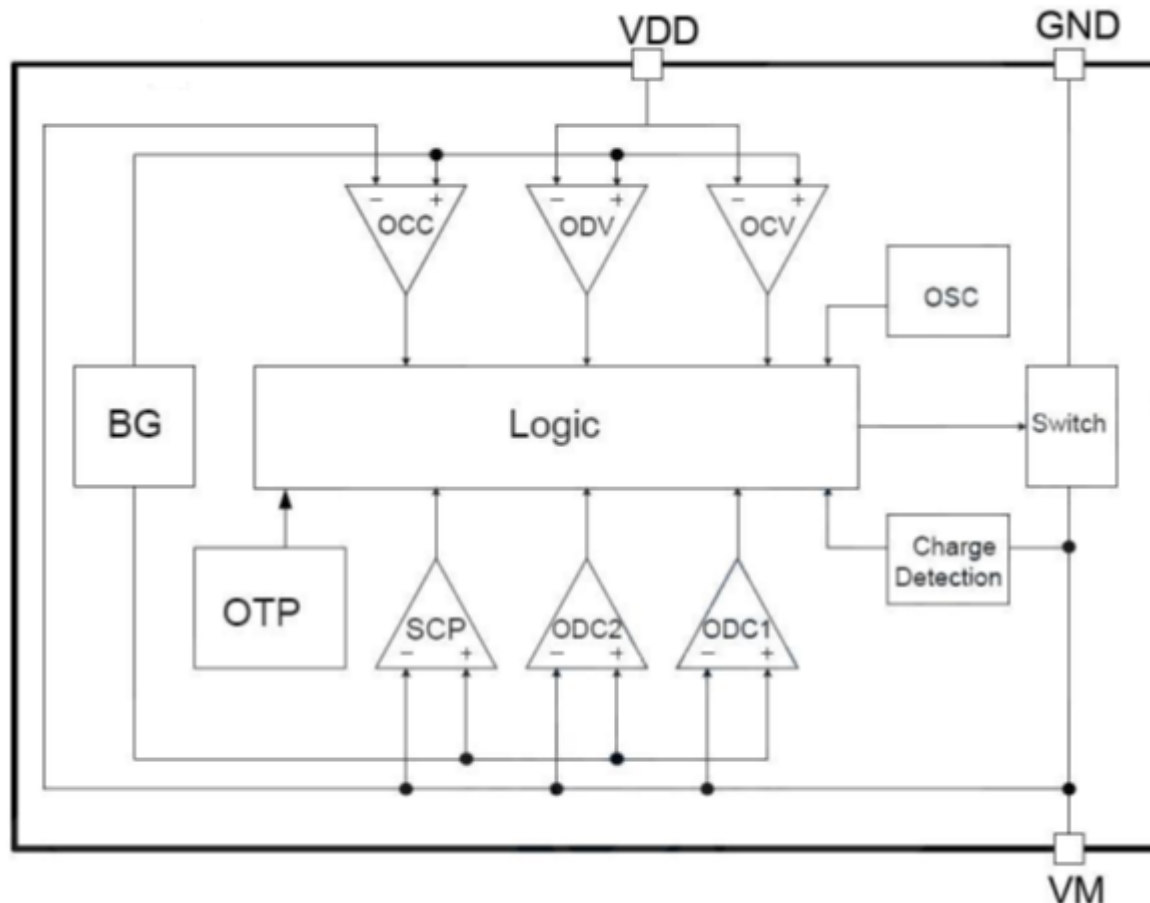 VDD GND
− + − + − +
OCC ODV OCV
OSC
BG Logic Switch
Charge
Detection
OTP SCP ODC2 ODC1
− + − + − +
VM